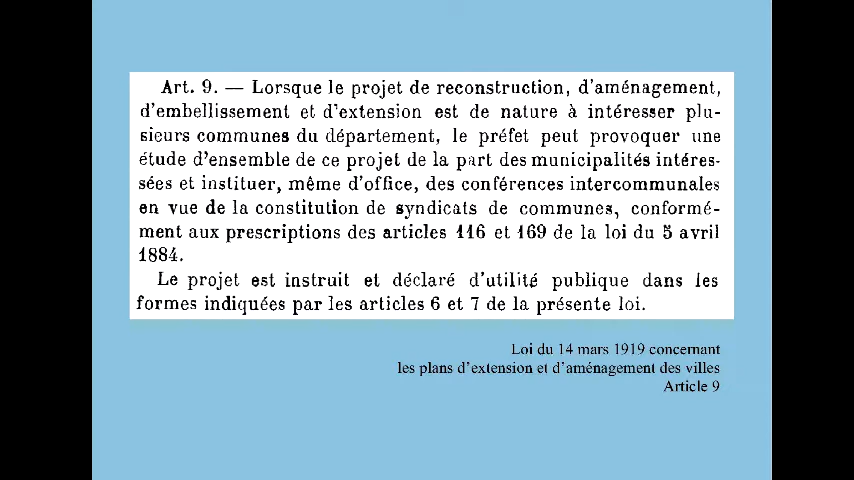 Art. 9. — Lorsque le projet de reconstruction, d'aménagement,
d'embellissement et d'extension est de nature à intéresser plu-
sieurs communes du département, le préfet peut provoquer une
étude d'ensemble de ce projet de la part des municipalités intéres-
sées et instituer, même d'office, des conférences intercommunales
en vue de la constitution de syndicats de communes, conformé-
ment aux prescriptions des articles 116 et 169 de la loi du 5 avril
1884.
Le projet est instruit et déclaré d'utilité publique dans les
formes indiquées par les articles 6 et 7 de la présente loi.
Loi du 14 mars 1919 concernant
les plans d'extension et d'aménagement des villes
Article 9